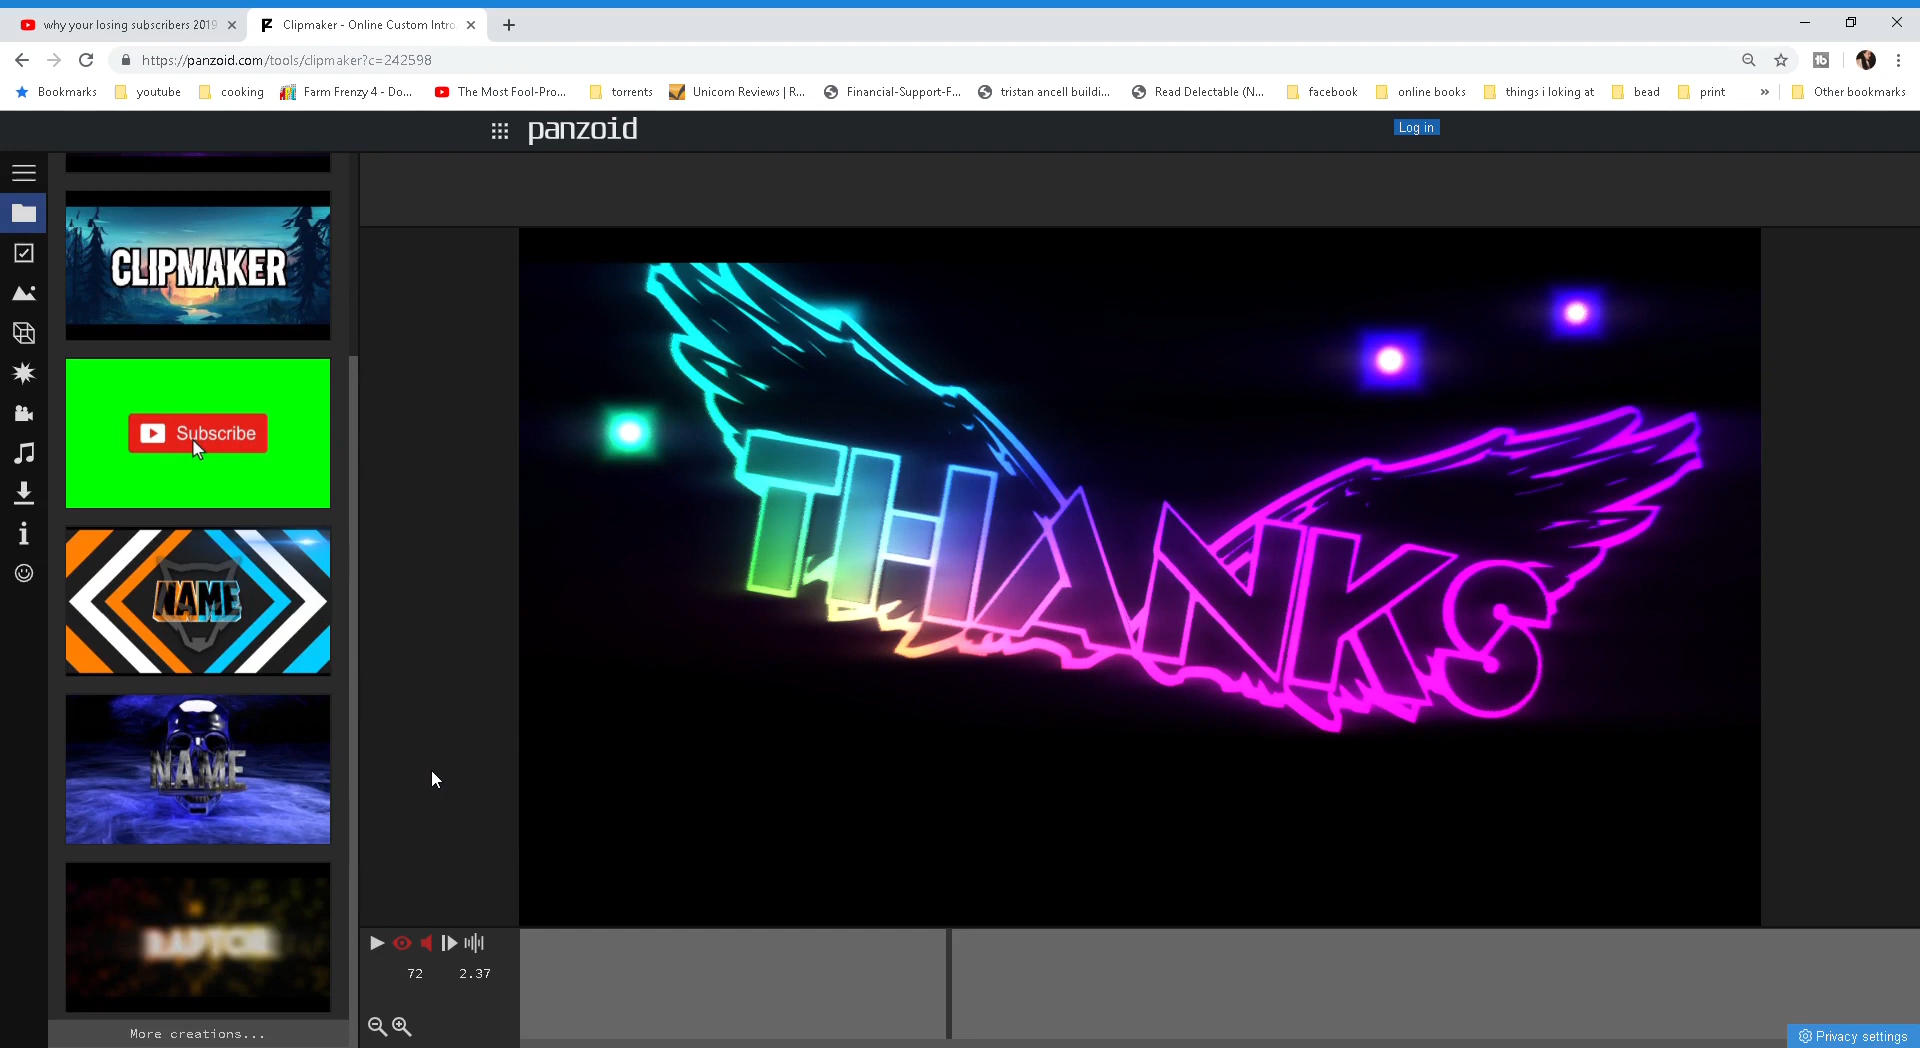 why your losing subscribers 2019
Clipmaker - Online Custom Intro
https://panzoid.com/tools/clipmaker?c=242598
Bookmarks
youtube
cooking
Farm Frenzy 4 - Do...
The Most Fool-Pro...
torrents
Unicorn Reviews | R...
Financial-Support-F...
tristan ancell buildi...
Read Delectable (N...
facebook
online books
things i loking at
bead
print
»
Other bookmarks
panzoid
Log in
CLIPMAKER
Subscribe
NAME
NAME
RAPTOR
More creations...
THANKS
72
2.37
Privacy settings